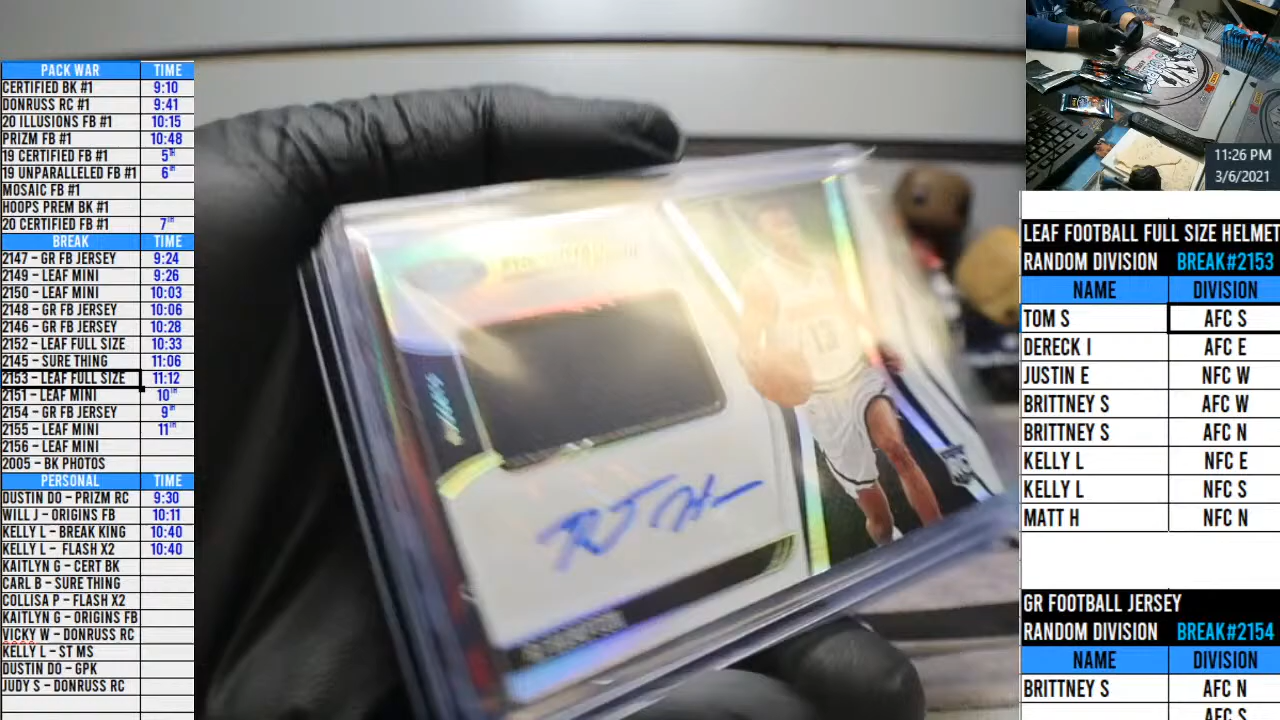 PACK WAR TIME
CERTIFIED BK #1 9:10
DONRUSS RC #1 9:41
20 ILLUSIONS FB #1 10:15
PRIZM FB #1 10:48
19 CERTIFIED FB #1 5TH
19 UNPARALLELED FB #1 6TH
MOSAIC FB #1
HOOPS PREM BK #1
20 CERTIFIED FB #1 7TH
BREAK TIME
2147 – GR FB JERSEY 9:24
2149 – LEAF MINI 9:26
2150 – LEAF MINI 10:03
2148 – GR FB JERSEY 10:06
2146 – GR FB JERSEY 10:28
2152 – LEAF FULL SIZE 10:33
2145 – SURE THING 11:06
2153 – LEAF FULL SIZE 11:12
2151 – LEAF MINI 10TH
2154 – GR FB JERSEY 9TH
2155 – LEAF MINI 11TH
2156 – LEAF MINI
2005 – BK PHOTOS
PERSONAL TIME
DUSTIN DO – PRIZM RC 9:30
WILL J – ORIGINS FB 10:11
KELLY L – BREAK KING 10:40
KELLY L – FLASH X2 10:40
KAITLYN G – CERT BK
CARL B – SURE THING
COLLISA P – FLASH X2
KAITLYN G – ORIGINS FB
VICKY W – DONRUSS RC
KELLY L – ST MS
DUSTIN DO – GPK
JUDY S – DONRUSS RC
13
11:26 PM
3/6/2021
LEAF FOOTBALL FULL SIZE HELMET
RANDOM DIVISION BREAK#2153
NAME DIVISION
TOM S AFC S
DERECK I AFC E
JUSTIN E NFC W
BRITTNEY S AFC W
BRITTNEY S AFC N
KELLY L NFC E
KELLY L NFC S
MATT H NFC N
GR FOOTBALL JERSEY
RANDOM DIVISION BREAK#2154
NAME DIVISION
BRITTNEY S AFC N
AFC S